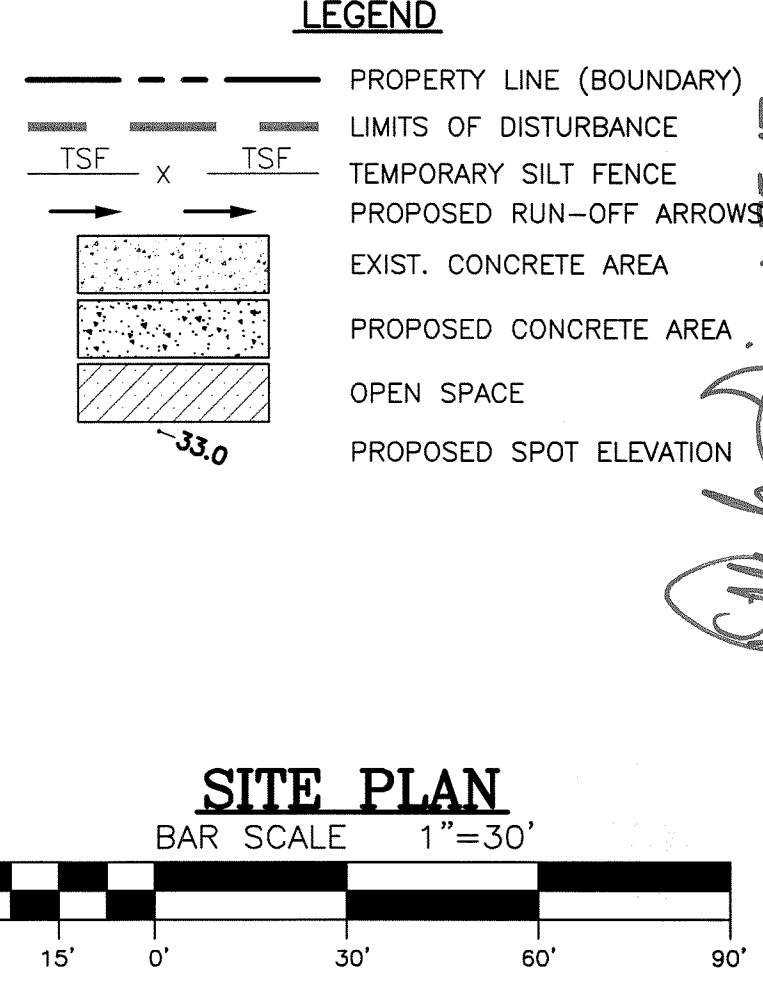 LEGEND
PROPERTY LINE (BOUNDARY)
LIMITS OF DISTURBANCE
TSF X TSF TEMPORARY SILT FENCE
PROPOSED RUN-OFF ARROWS
EXIST. CONCRETE AREA
PROPOSED CONCRETE AREA
OPEN SPACE
33.0 PROPOSED SPOT ELEVATION
SITE PLAN
BAR SCALE 1"=30'
15' 0' 30' 60' 90'